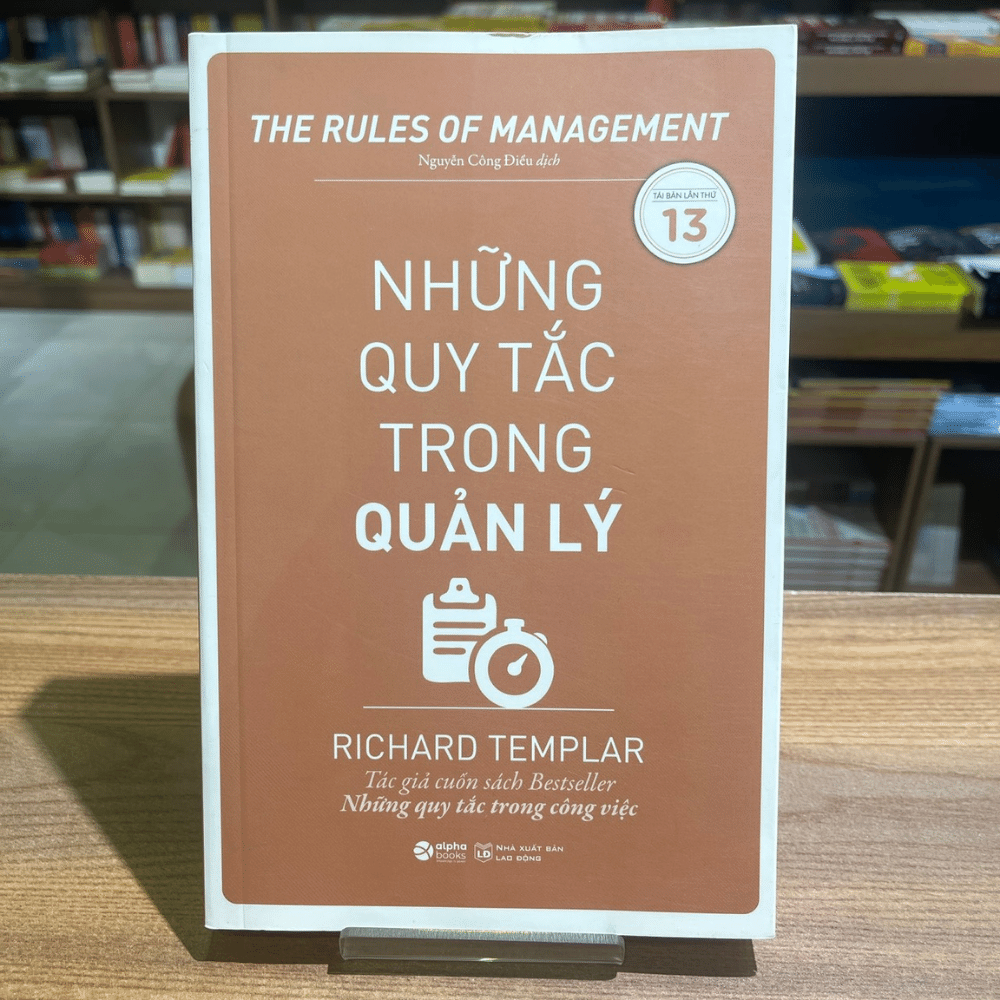 THE RULES OF MANAGEMENT
Nguyễn Công Điều dịch
TÁI BẢN LẦN THỨ
13
NHỮNG
QUY TẮC
TRONG
QUẢN LÝ
RICHARD TEMPLAR
Tác giả cuốn sách Bestseller
Những quy tắc trong công việc
alpha
books
LĐ
NHÀ XUẤT BẢN
LAO ĐỘNG